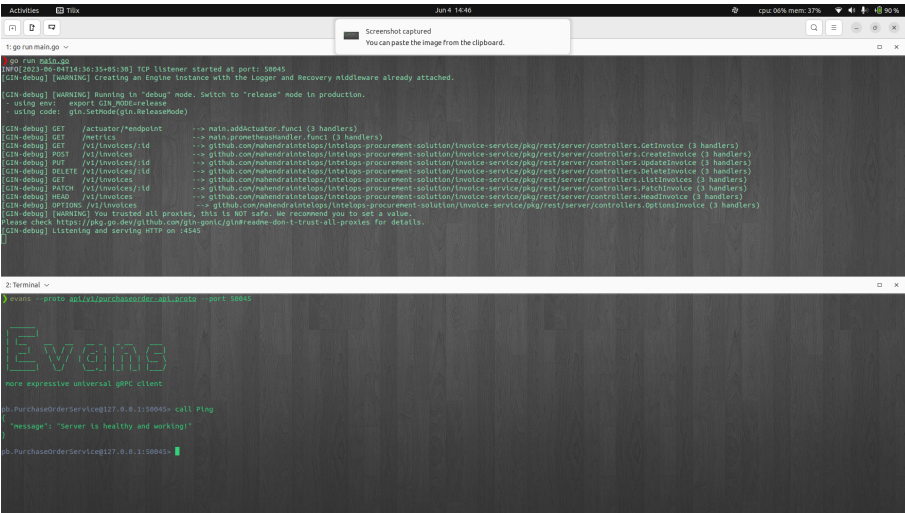 Activities
Tilix
Jun 4 14:46
cpu: 06% mem: 37%
90 %
Screenshot captured
You can paste the image from the clipboard.
1: go run main.go
go run main.go
INFO[2023-06-04T14:36:35+05:30] TCP listener started at port: 50045
[GIN-debug] [WARNING] Creating an Engine instance with the Logger and Recovery middleware already attached.
[GIN-debug] [WARNING] Running in "debug" mode. Switch to "release" mode in production.
- using env: export GIN_MODE=release
- using code: gin.SetMode(gin.ReleaseMode)
[GIN-debug] GET /actuator/*endpoint --> main.addActuator.func1 (3 handlers)
[GIN-debug] GET /metrics --> main.prometheusHandler.func1 (3 handlers)
[GIN-debug] GET /v1/invoices/:id --> github.com/mahendraintelops/intelops-procurement-solution/invoice-service/pkg/rest/server/controllers.GetInvoice (3 handlers)
[GIN-debug] POST /v1/invoices --> github.com/mahendraintelops/intelops-procurement-solution/invoice-service/pkg/rest/server/controllers.CreateInvoice (3 handlers)
[GIN-debug] PUT /v1/invoices/:id --> github.com/mahendraintelops/intelops-procurement-solution/invoice-service/pkg/rest/server/controllers.UpdateInvoice (3 handlers)
[GIN-debug] DELETE /v1/invoices/:id --> github.com/mahendraintelops/intelops-procurement-solution/invoice-service/pkg/rest/server/controllers.DeleteInvoice (3 handlers)
[GIN-debug] GET /v1/invoices --> github.com/mahendraintelops/intelops-procurement-solution/invoice-service/pkg/rest/server/controllers.ListInvoices (3 handlers)
[GIN-debug] PATCH /v1/invoices/:id --> github.com/mahendraintelops/intelops-procurement-solution/invoice-service/pkg/rest/server/controllers.PatchInvoice (3 handlers)
[GIN-debug] HEAD /v1/invoices --> github.com/mahendraintelops/intelops-procurement-solution/invoice-service/pkg/rest/server/controllers.HeadInvoice (3 handlers)
[GIN-debug] OPTIONS /v1/invoices --> github.com/mahendraintelops/intelops-procurement-solution/invoice-service/pkg/rest/server/controllers.OptionsInvoice (3 handlers)
[GIN-debug] [WARNING] You trusted all proxies, this is NOT safe. We recommend you to set a value.
Please check https://pkg.go.dev/github.com/gin-gonic/gin#readme-don-t-trust-all-proxies for details.
[GIN-debug] Listening and serving HTTP on :4545
2: Terminal
evans --proto api/v1/purchaseorder-api.proto --port 50045
Evans
more expressive universal gRPC client
pb.PurchaseOrderService@127.0.0.1:50045> call Ping
{
"message": "Server is healthy and working!"
}
pb.PurchaseOrderService@127.0.0.1:50045>